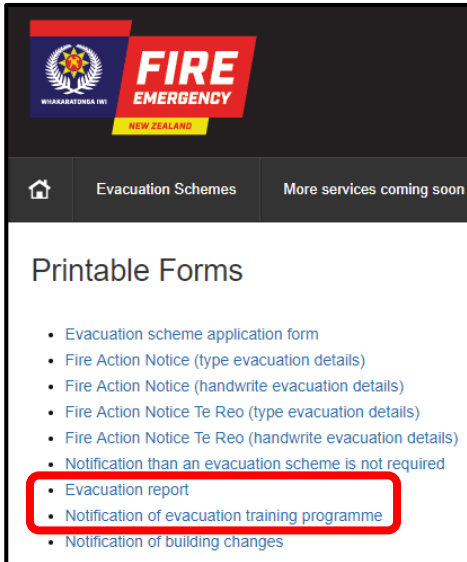 WHAKARATONGA IWI
FIRE
EMERGENCY
NEW ZEALAND
Evacuation Schemes
More services coming soon
Printable Forms
Evacuation scheme application form
Fire Action Notice (type evacuation details)
Fire Action Notice (handwrite evacuation details)
Fire Action Notice Te Reo (type evacuation details)
Fire Action Notice Te Reo (handwrite evacuation details)
Notification than an evacuation scheme is not required
Evacuation report
Notification of evacuation training programme
Notification of building changes